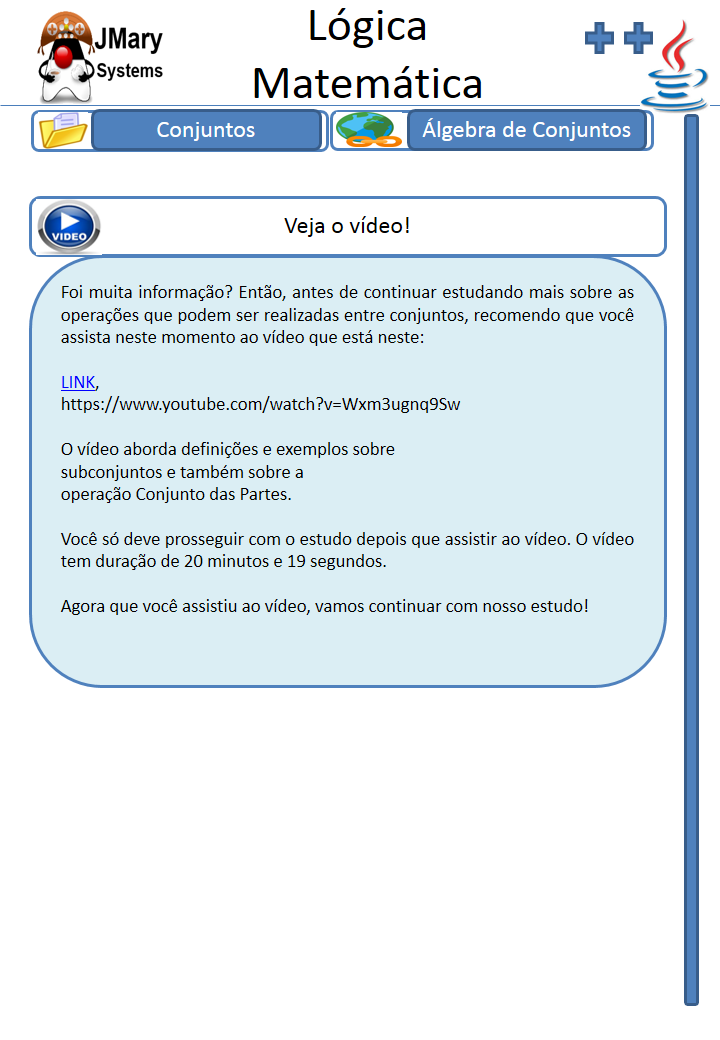 JMary
Systems
Lógica
Matemática
Conjuntos
Álgebra de Conjuntos
VIDEO
Veja o vídeo!
Foi muita informação? Então, antes de continuar estudando mais sobre as
operações que podem ser realizadas entre conjuntos, recomendo que você
assista neste momento ao vídeo que está neste:
LINK,
https://www.youtube.com/watch?v=Wxm3ugnq9Sw
O vídeo aborda definições e exemplos sobre
subconjuntos e também sobre a
operação Conjunto das Partes.
Você só deve prosseguir com o estudo depois que assistir ao vídeo. O vídeo
tem duração de 20 minutos e 19 segundos.
Agora que você assistiu ao vídeo, vamos continuar com nosso estudo!